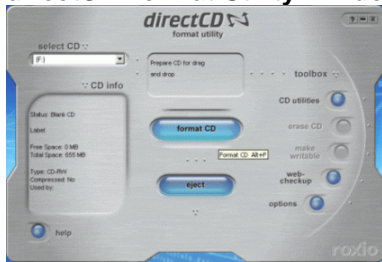 directCD
format utility
select CD
(F:)
Prepare CD for drag
and drop
toolbox
CD info
CD utilities
Status: Blank CD
Label:
format CD
erase CD
Free Space: 0 MB
Total Space: 655 MB
Format CD Alt+P
make
writable
Type: CD-RW
Compressed: No
Used by:
eject
web-
checkup
options
help
roxio